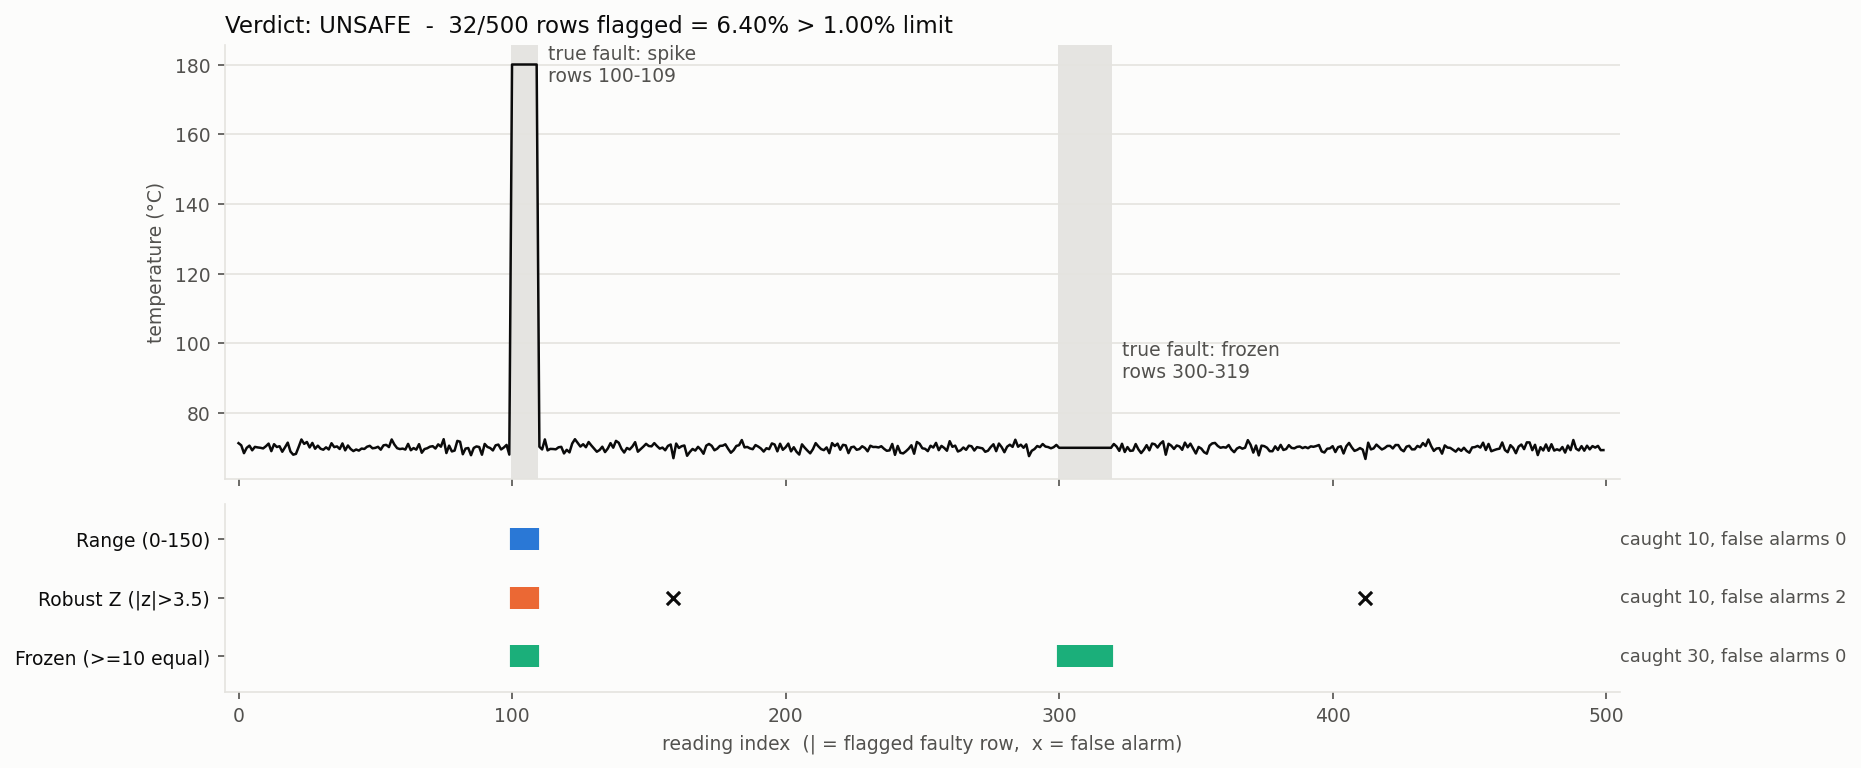 Verdict: UNSAFE - 32/500 rows flagged = 6.40% > 1.00% limit
true fault: spike
rows 100-109
180
160
140
120
100
80
temperature (°C)
true fault: frozen
rows 300-319
Range (0-150)
caught 10, false alarms 0
Robust Z (|z|>3.5)
caught 10, false alarms 2
Frozen (>=10 equal)
caught 30, false alarms 0
0 100 200 300 400 500
reading index (| = flagged faulty row, x = false alarm)